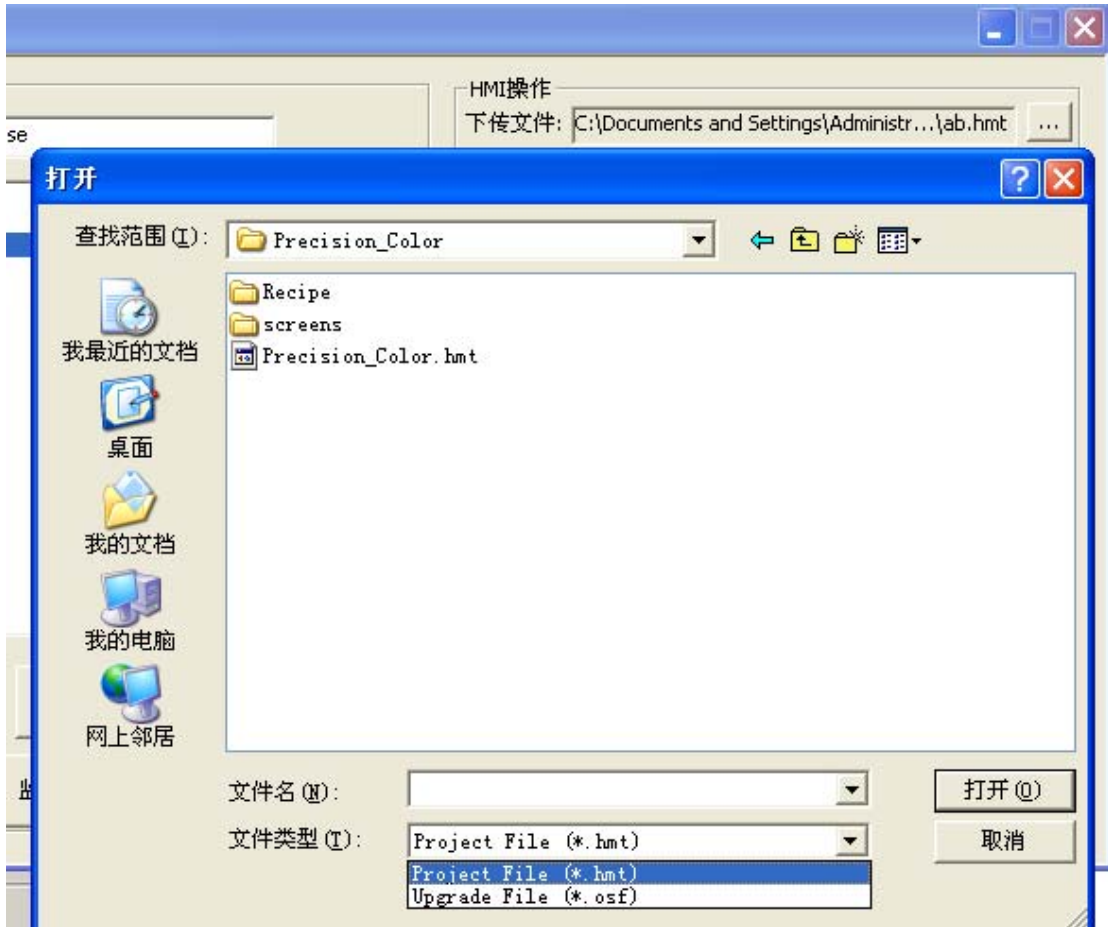 HMI操作
下传文件: C:\Documents and Settings\Administr...\ab.hmt ...
se
打开
查找范围(I): Precision_Color
Recipe
screens
Precision_Color.hmt
我最近的文档
桌面
我的文档
我的电脑
网上邻居
文件名(N): 打开(O)
文件类型(T): Project File (*.hmt) 取消
Project File (*.hmt)
Upgrade File (*.osf)